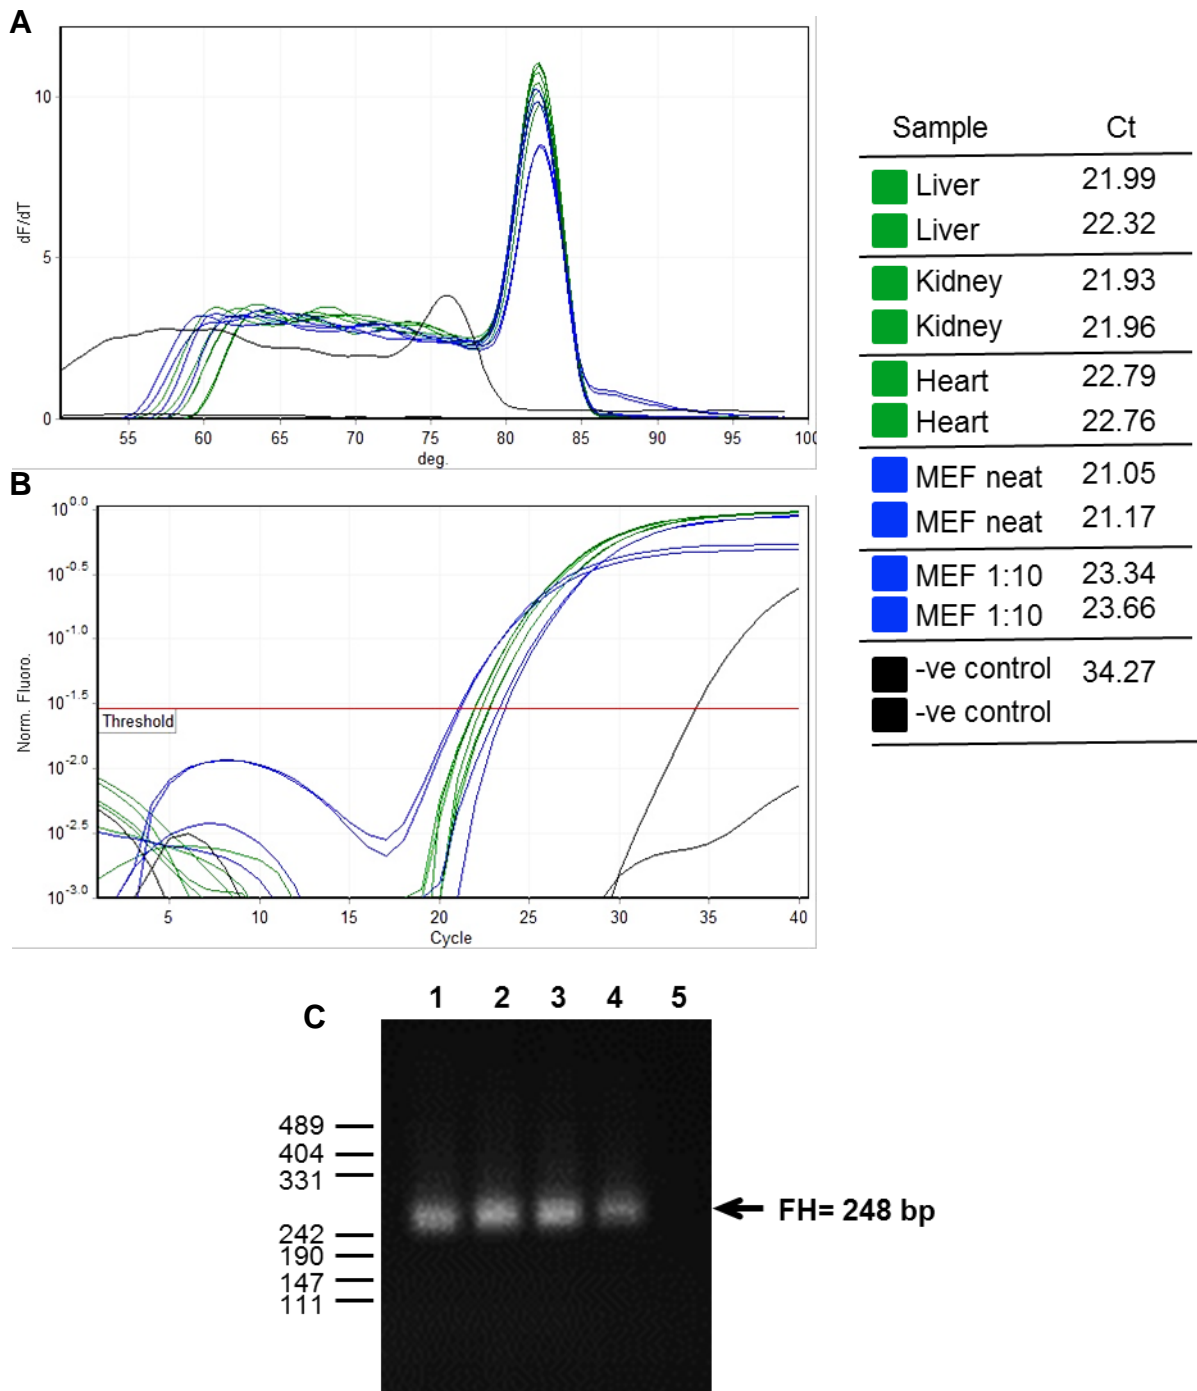 A
10
5
0
dF/dT
55 60 65 70 75 80 85 90 95 100
deg.
Sample Ct
Liver 21.99
Liver 22.32
Kidney 21.93
Kidney 21.96
Heart 22.79
Heart 22.76
MEF neat 21.05
MEF neat 21.17
MEF 1:10 23.34
MEF 1:10 23.66
-ve control 34.27
-ve control
B
10^0.0
10^-0.5
10^-1.0
10^-1.5
10^-2.0
10^-2.5
10^-3.0
Norm. Fluoro.
Threshold
5 10 15 20 25 30 35 40
Cycle
C
1 2 3 4 5
489
404
331
242
190
147
111
FH= 248 bp